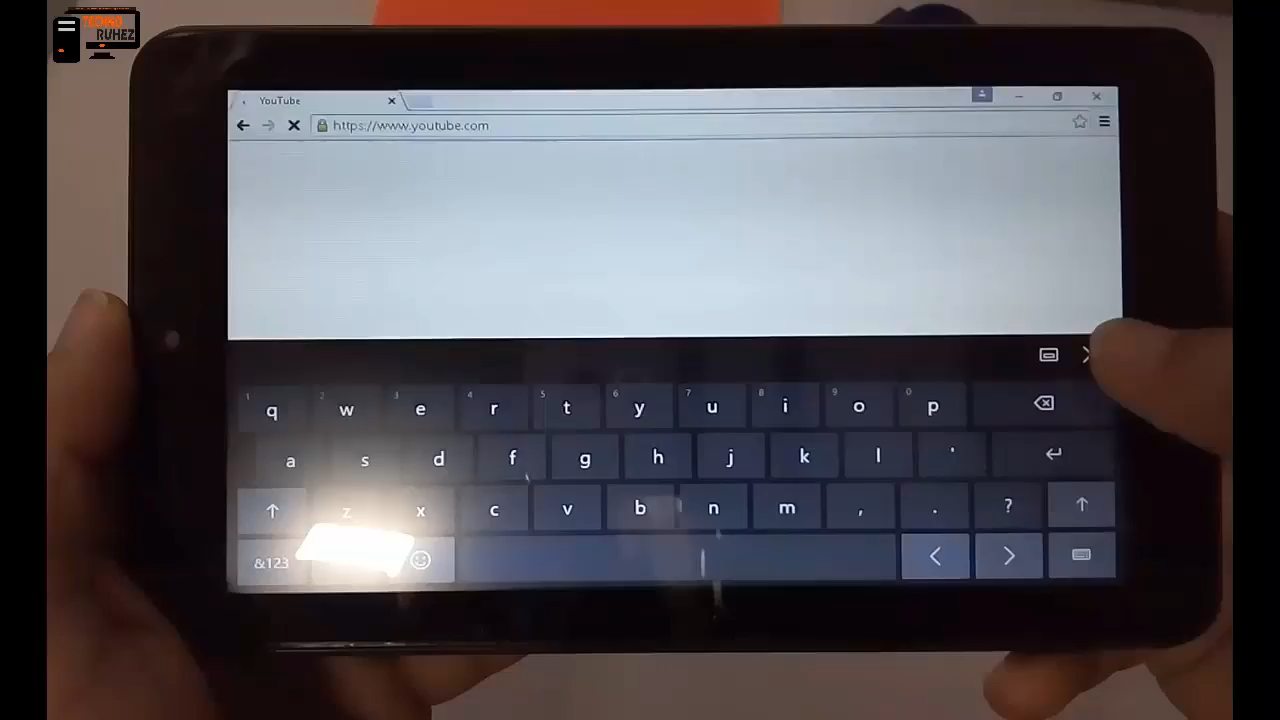 TECHNO
RUHEZ
YouTube
https://www.youtube.com
1 2 3 4 5 6 7 8 9 0
q w e r t y u i o p
a s d f g h j k l '
z x c v b n m , . ?
&123